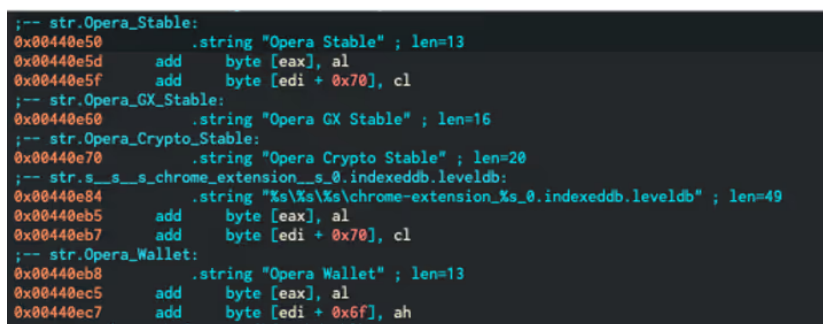 ;-- str.Opera_Stable:
0x00440e50 .string "Opera Stable" ; len=13
0x00440e5d add byte [eax], al
0x00440e5f add byte [edi + 0x70], cl
;-- str.Opera_GX_Stable:
0x00440e60 .string "Opera GX Stable" ; len=16
;-- str.Opera_Crypto_Stable:
0x00440e70 .string "Opera Crypto Stable" ; len=20
;-- str.s__s__s_chrome_extension__s_0.indexeddb.leveldb:
0x00440e84 .string "%s\%s\%s\chrome-extension_%s_0.indexeddb.leveldb" ; len=49
0x00440eb5 add byte [eax], al
0x00440eb7 add byte [edi + 0x70], cl
;-- str.Opera_Wallet:
0x00440eb8 .string "Opera Wallet" ; len=13
0x00440ec5 add byte [eax], al
0x00440ec7 add byte [edi + 0x6f], ah